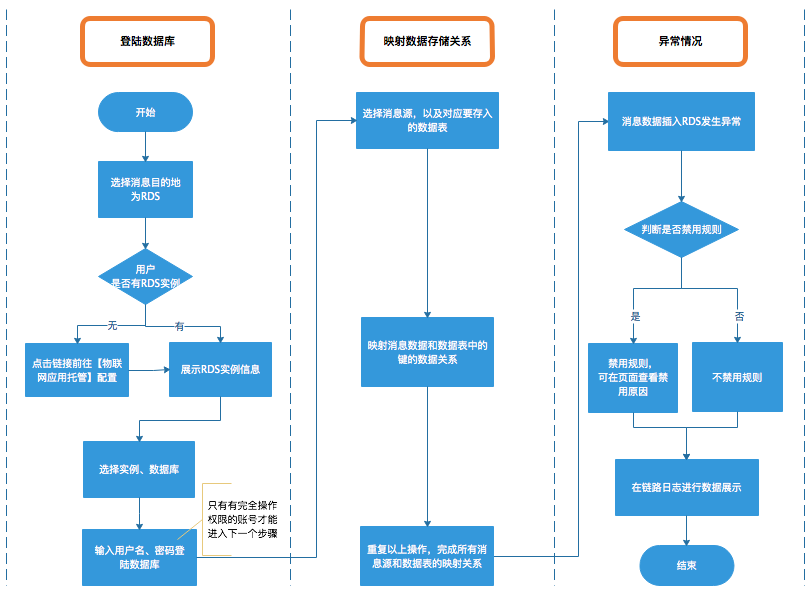 登陆数据库
开始
选择消息目的地
为RDS
用户
是否有RDS实例
无
有
点击链接前往【物联
网应用托管】配置
展示RDS实例信息
选择实例、数据库
只有有完全操作
权限的账号才能
进入下一个步骤
输入用户名、密码登
陆数据库
映射数据存储关系
选择消息源，以及对应要存入
的数据表
映射消息数据和数据表中的
键的数据关系
重复以上操作，完成所有消
息源和数据表的映射关系
异常情况
消息数据插入RDS发生异常
判断是否禁用规则
是
否
禁用规则，
可在页面查看禁
用原因
不禁用规则
在链路日志进行数据展示
结束